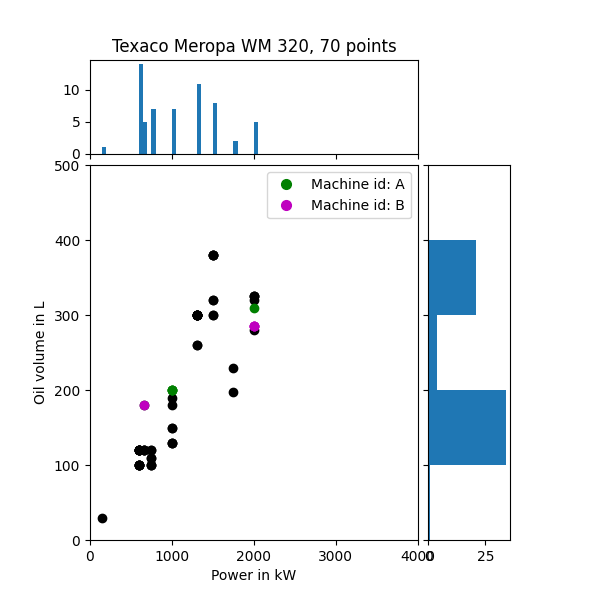 Texaco Meropa WM 320, 70 points
10
5
0
500
400
300
200
100
0
Oil volume in L
Machine id: A
Machine id: B
0 1000 2000 3000 4000
0 25
Power in kW